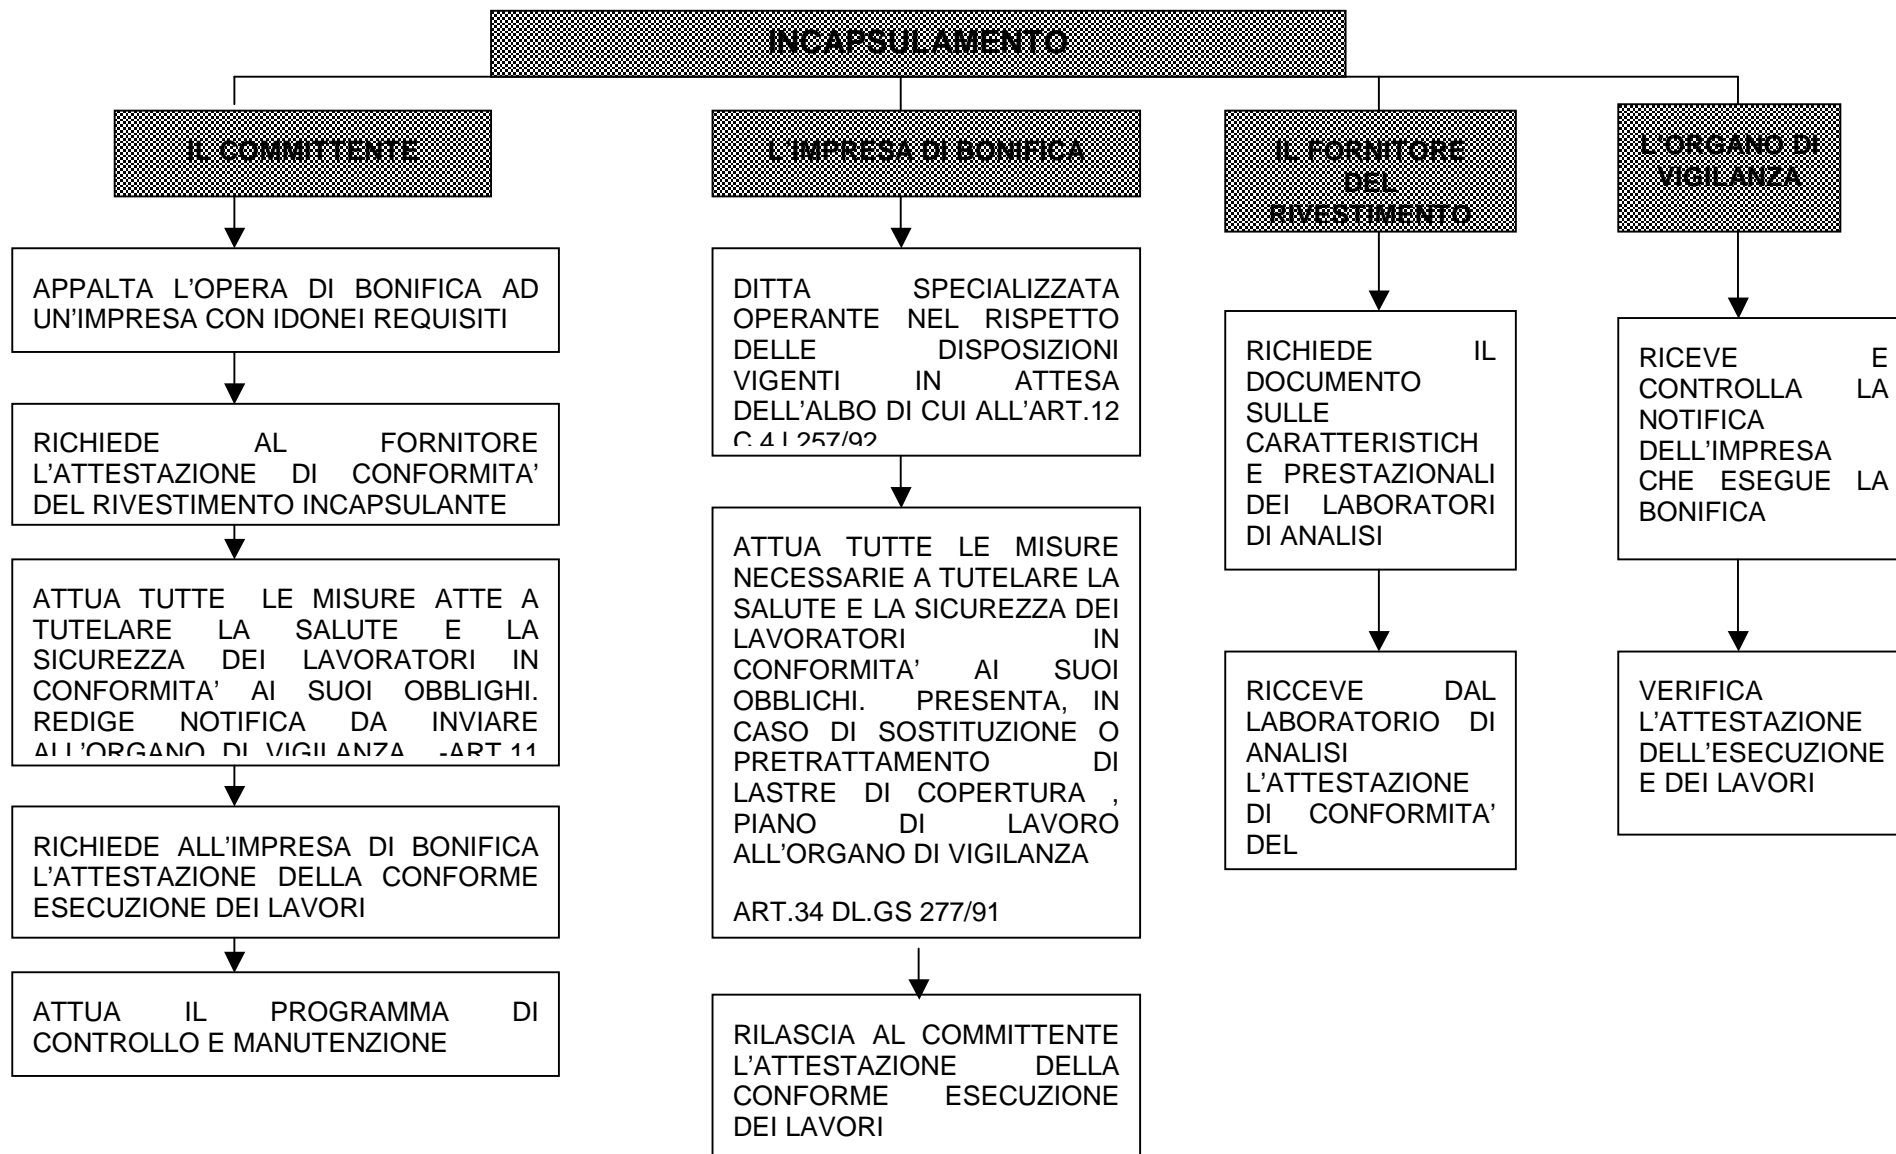 INCAPSULAMENTO
IL COMMITTENTE
APPALTA L'OPERA DI BONIFICA AD
UN'IMPRESA CON IDONEI REQUISITI
RICHIEDE AL FORNITORE
L'ATTESTAZIONE DI CONFORMITA'
DEL RIVESTIMENTO INCAPSULANTE
ATTUA TUTTE LE MISURE ATTE A
TUTELARE LA SALUTE E LA
SICUREZZA DEI LAVORATORI IN
CONFORMITA' AI SUOI OBBLIGHI.
REDIGE NOTIFICA DA INVIARE
ALL'ORGANO DI VIGILANZA -ART.11
RICHIEDE ALL'IMPRESA DI BONIFICA
L'ATTESTAZIONE DELLA CONFORME
ESECUZIONE DEI LAVORI
ATTUA IL PROGRAMMA DI
CONTROLLO E MANUTENZIONE
L'IMPRESA DI BONIFICA
DITTA SPECIALIZZATA
OPERANTE NEL RISPETTO
DELLE DISPOSIZIONI
VIGENTI IN ATTESA
DELL'ALBO DI CUI ALL'ART.12
C.4 L257/92
ATTUA TUTTE LE MISURE
NECESSARIE A TUTELARE LA
SALUTE E LA SICUREZZA DEI
LAVORATORI IN
CONFORMITA' AI SUOI
OBBLICHI. PRESENTA, IN
CASO DI SOSTITUZIONE O
PRETRATTAMENTO DI
LASTRE DI COPERTURA ,
PIANO DI LAVORO
ALL'ORGANO DI VIGILANZA
ART.34 DL.GS 277/91
RILASCIA AL COMMITTENTE
L'ATTESTAZIONE DELLA
CONFORME ESECUZIONE
DEI LAVORI
IL FORNITORE
DEL
RIVESTIMENTO
RICHIEDE IL
DOCUMENTO
SULLE
CARATTERISTICH
E PRESTAZIONALI
DEI LABORATORI
DI ANALISI
RICCEVE DAL
LABORATORIO DI
ANALISI
L'ATTESTAZIONE
DI CONFORMITA'
DEL
L'ORGANO DI
VIGILANZA
RICEVE E
CONTROLLA LA
NOTIFICA
DELL'IMPRESA
CHE ESEGUE LA
BONIFICA
VERIFICA
L'ATTESTAZIONE
DELL'ESECUZIONE
E DEI LAVORI